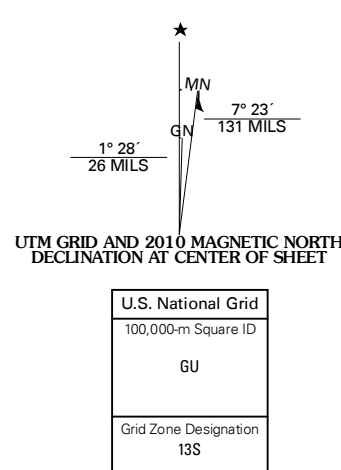 ★
MN
GN
7° 23´
131 MILS
1° 28´
26 MILS
UTM GRID AND 2010 MAGNETIC NORTH
DECLINATION AT CENTER OF SHEET
U.S. National Grid
100,000-m Square ID
GU
Grid Zone Designation
13S